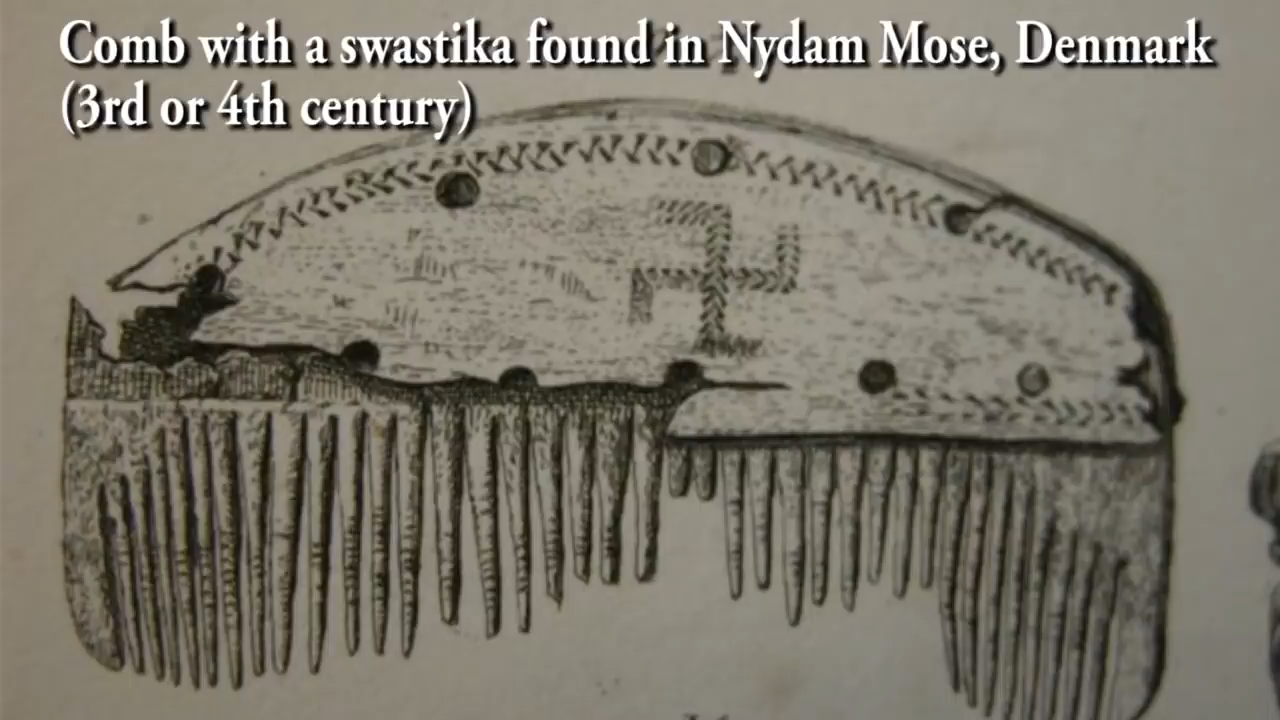 Comb with a swastika found in Nydam Mose, Denmark
(3rd or 4th century)